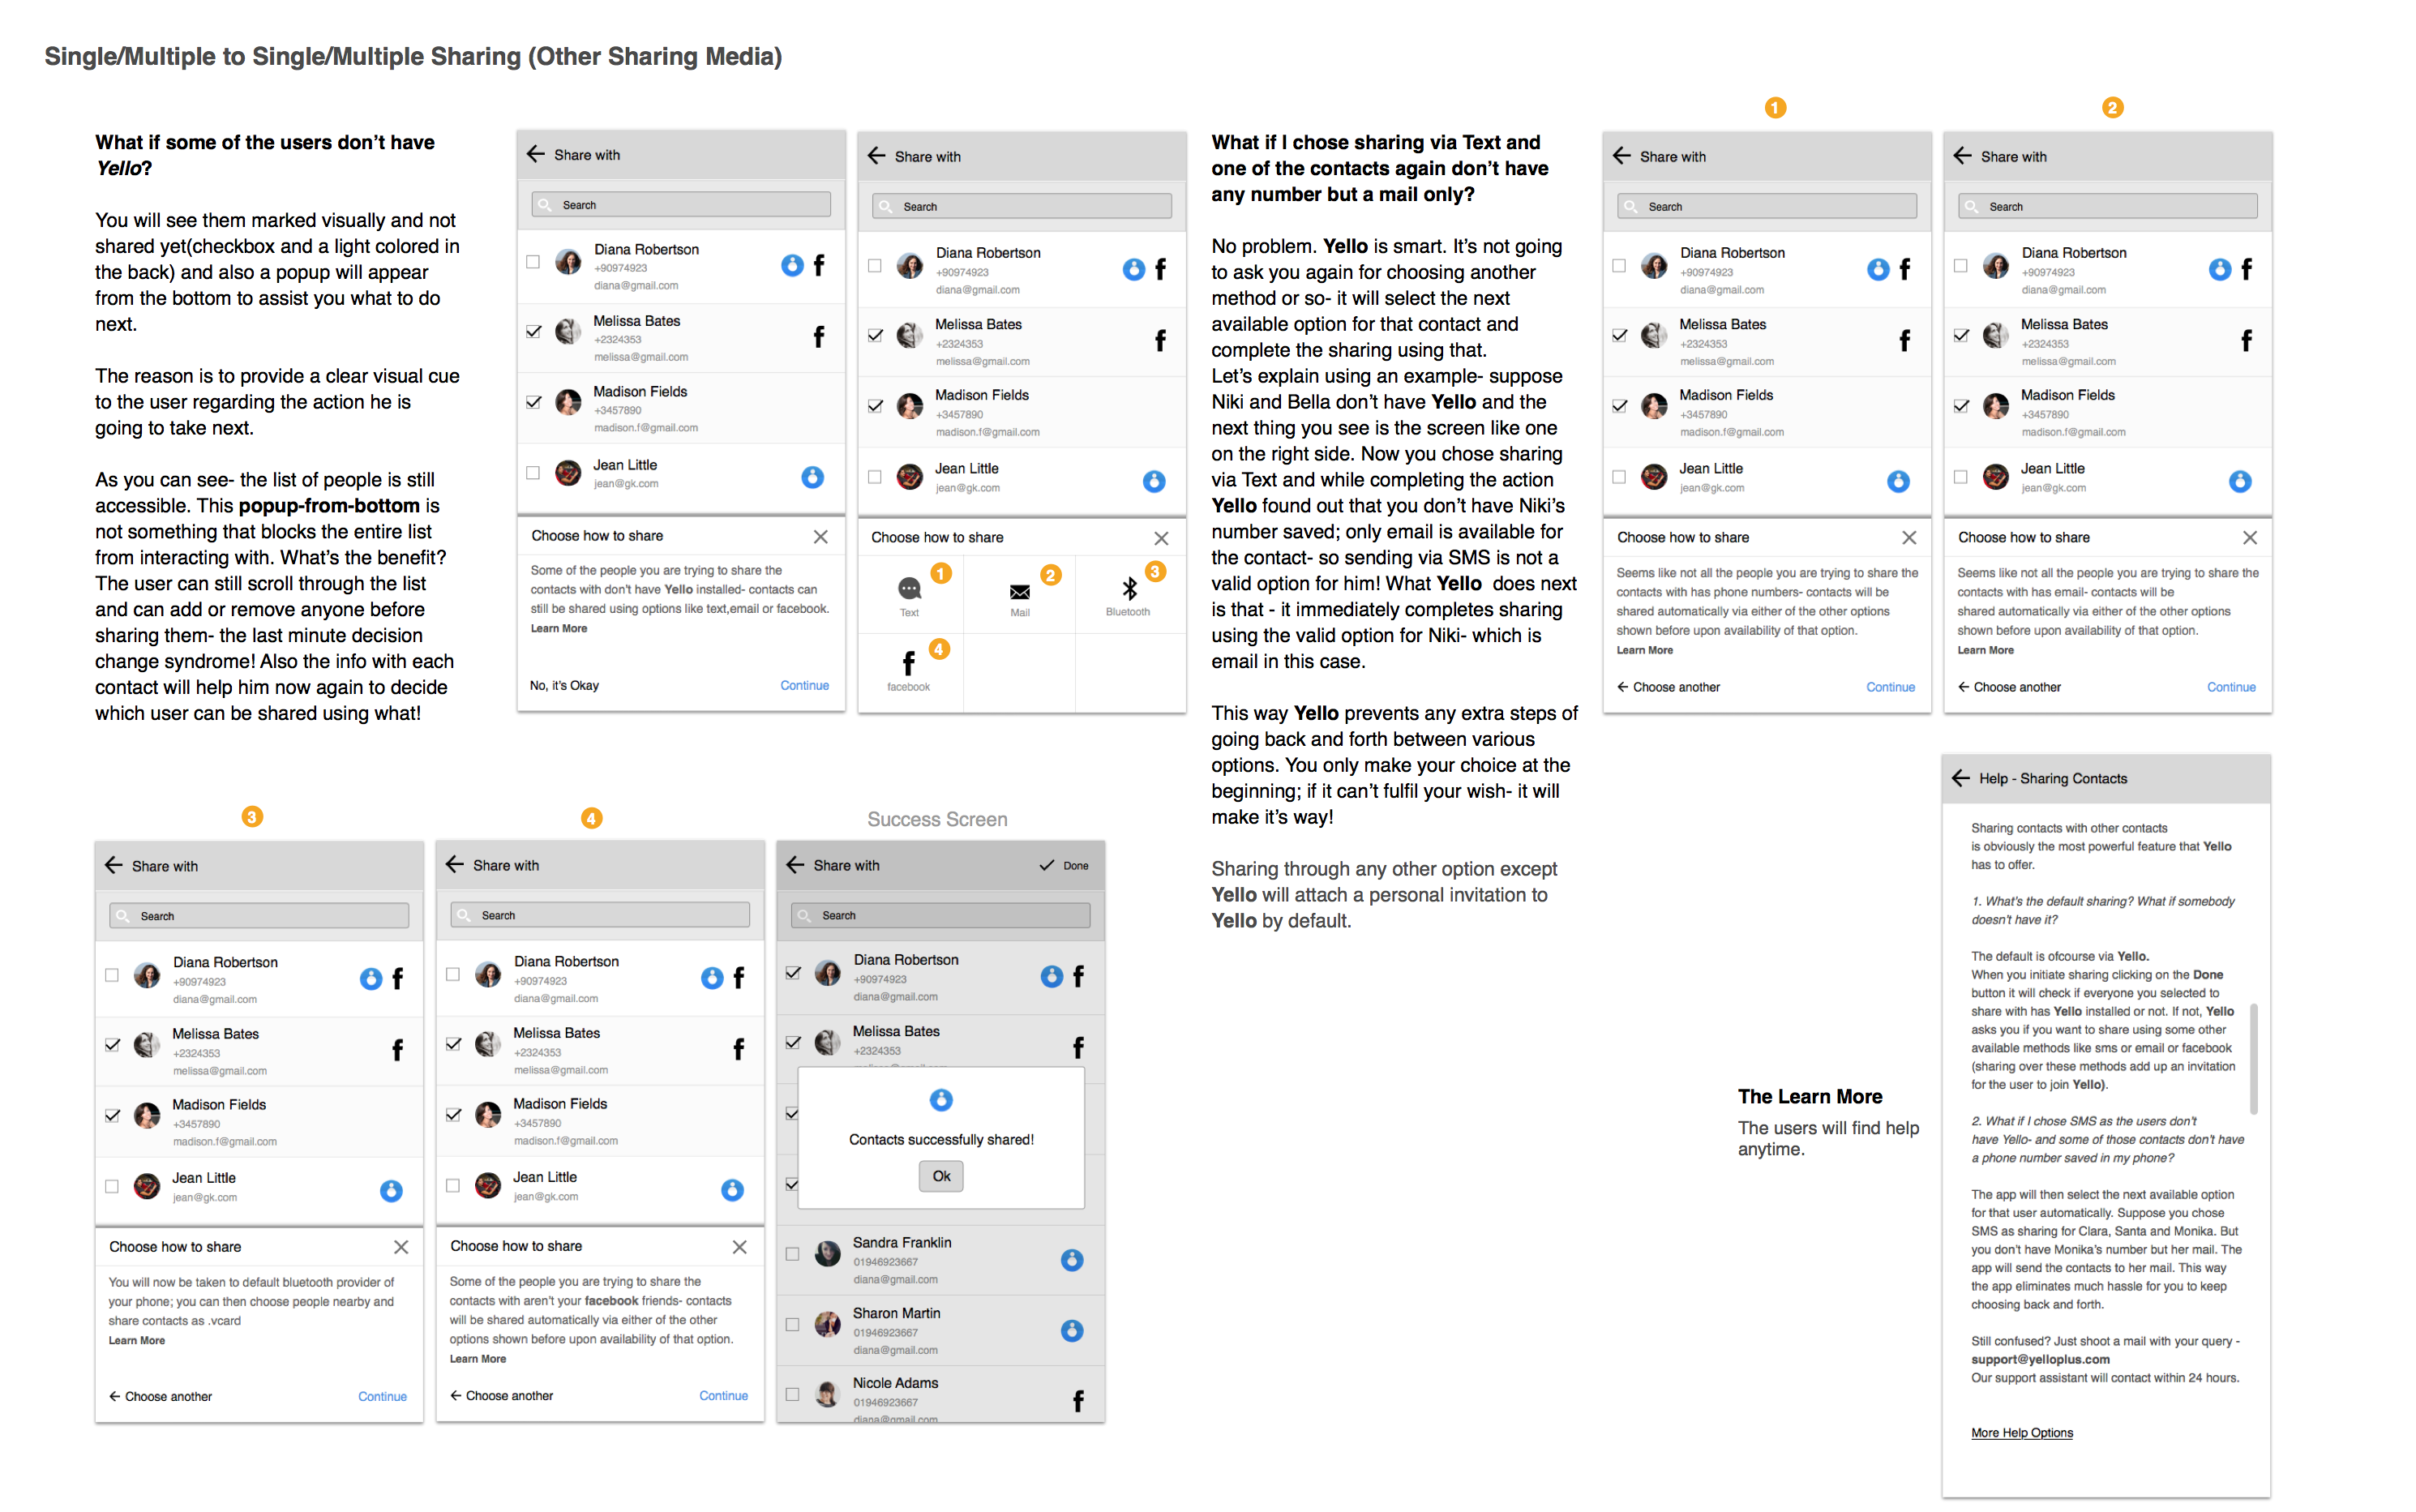 Single/Multiple to Single/Multiple Sharing (Other Sharing Media)
What if some of the users don't have
Yello?
You will see them marked visually and not
shared yet(checkbox and a light colored in
the back) and also a popup will appear
from the bottom to assist you what to do
next.
The reason is to provide a clear visual cue
to the user regarding the action he is
going to take next.
As you can see- the list of people is still
accessible. This popup-from-bottom is
not something that blocks the entire list
from interacting with. What's the benefit?
The user can still scroll through the list
and can add or remove anyone before
sharing them- the last minute decision
change syndrome! Also the info with each
contact will help him now again to decide
which user can be shared using what!
Share with
Search
Diana Robertson
+90974923
diana@gmail.com
Melissa Bates
+2324353
melissa@gmail.com
Madison Fields
+3457890
madison.f@gmail.com
Jean Little
jean@gk.com
Choose how to share
Some of the people you are trying to share the
contacts with don't have Yello installed- contacts can
still be shared using options like text,email or facebook.
Learn More
No, it's Okay
Continue
Share with
Search
Diana Robertson
+90974923
diana@gmail.com
Melissa Bates
+2324353
melissa@gmail.com
Madison Fields
+3457890
madison.f@gmail.com
Jean Little
jean@gk.com
Choose how to share
1
Text
2
Mail
3
Bluetooth
4
facebook
What if I chose sharing via Text and
one of the contacts again don't have
any number but a mail only?
No problem. Yello is smart. It's not going
to ask you again for choosing another
method or so- it will select the next
available option for that contact and
complete the sharing using that.
Let's explain using an example- suppose
Niki and Bella don't have Yello and the
next thing you see is the screen like one
on the right side. Now you chose sharing
via Text and while completing the action
Yello found out that you don't have Niki's
number saved; only email is available for
the contact- so sending via SMS is not a
valid option for him! What Yello does next
is that - it immediately completes sharing
using the valid option for Niki- which is
email in this case.
This way Yello prevents any extra steps of
going back and forth between various
options. You only make your choice at the
beginning; if it can't fulfil your wish- it will
make it's way!
Sharing through any other option except
Yello will attach a personal invitation to
Yello by default.
1
Share with
Search
Diana Robertson
+90974923
diana@gmail.com
Melissa Bates
+2324353
melissa@gmail.com
Madison Fields
+3457890
madison.f@gmail.com
Jean Little
jean@gk.com
Choose how to share
Seems like not all the people you are trying to share the
contacts with has phone numbers- contacts will be
shared automatically via either of the other options
shown before upon availability of that option.
Learn More
Choose another
Continue
2
Share with
Search
Diana Robertson
+90974923
diana@gmail.com
Melissa Bates
+2324353
melissa@gmail.com
Madison Fields
+3457890
madison.f@gmail.com
Jean Little
jean@gk.com
Choose how to share
Seems like not all the people you are trying to share the
contacts with has email- contacts will be
shared automatically via either of the other options
shown before upon availability of that option.
Learn More
Choose another
Continue
3
Share with
Search
Diana Robertson
+90974923
diana@gmail.com
Melissa Bates
+2324353
melissa@gmail.com
Madison Fields
+3457890
madison.f@gmail.com
Jean Little
jean@gk.com
Choose how to share
You will now be taken to default bluetooth provider of
your phone; you can then choose people nearby and
share contacts as .vcard
Learn More
Choose another
Continue
4
Share with
Search
Diana Robertson
+90974923
diana@gmail.com
Melissa Bates
+2324353
melissa@gmail.com
Madison Fields
+3457890
madison.f@gmail.com
Jean Little
jean@gk.com
Choose how to share
Some of the people you are trying to share the
contacts with aren't your facebook friends- contacts
will be shared automatically via either of the other
options shown before upon availability of that option.
Learn More
Choose another
Continue
Success Screen
Share with
Done
Search
Diana Robertson
+90974923
diana@gmail.com
Melissa Bates
+2324353
Contacts successfully shared!
Ok
Sandra Franklin
01946923667
diana@gmail.com
Sharon Martin
01946923667
diana@gmail.com
Nicole Adams
01946923667
diana@gmail.com
The Learn More
The users will find help
anytime.
Help - Sharing Contacts
Sharing contacts with other contacts
is obviously the most powerful feature that Yello
has to offer.
1. What's the default sharing? What if somebody
doesn't have it?
The default is ofcourse via Yello.
When you initiate sharing clicking on the Done
button it will check if everyone you selected to
share with has Yello installed or not. If not, Yello
asks you if you want to share using some other
available methods like sms or email or facebook
(sharing over these methods add up an invitation
for the user to join Yello).
2. What if I chose SMS as the users don't
have Yello- and some of those contacts don't have
a phone number saved in my phone?
The app will then select the next available option
for that user automatically. Suppose you chose
SMS as sharing for Clara, Santa and Monika. But
you don't have Monika's number but her mail. The
app will send the contacts to her mail. This way
the app eliminates much hassle for you to keep
choosing back and forth.
Still confused? Just shoot a mail with your query -
support@yelloplus.com
Our support assistant will contact within 24 hours.
More Help Options